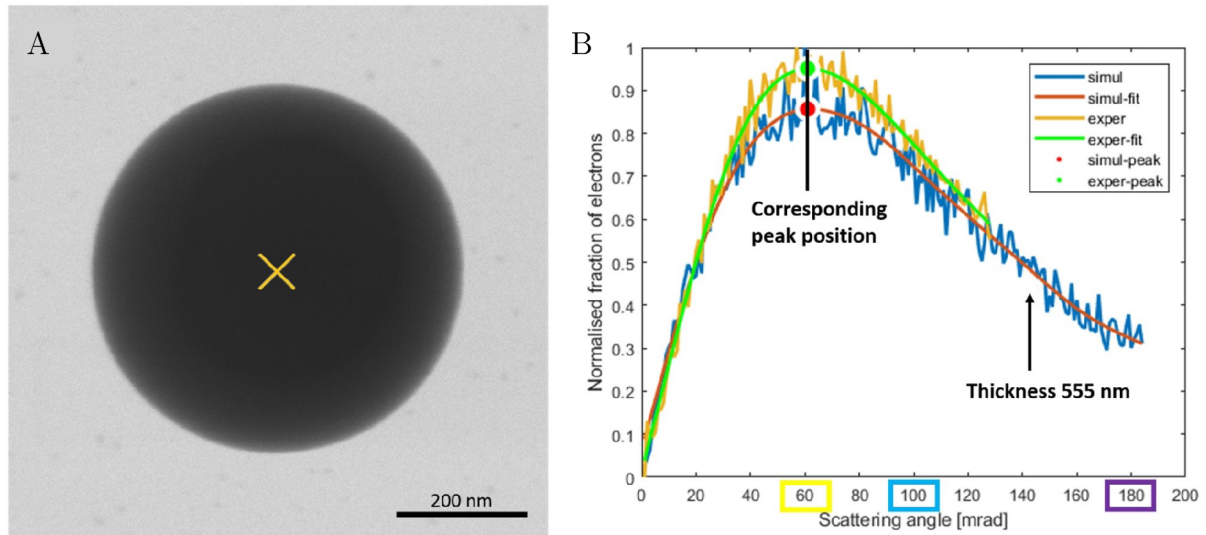 A
200 nm
B
1
0.9
0.8
0.7
0.6
0.5
0.4
0.3
0.2
0.1
0
Normalised fraction of electrons
simul
simul-fit
exper
exper-fit
simul-peak
exper-peak
Corresponding
peak position
Thickness 555 nm
0 20 40 60 80 100 120 140 160 180 200
Scattering angle [mrad]